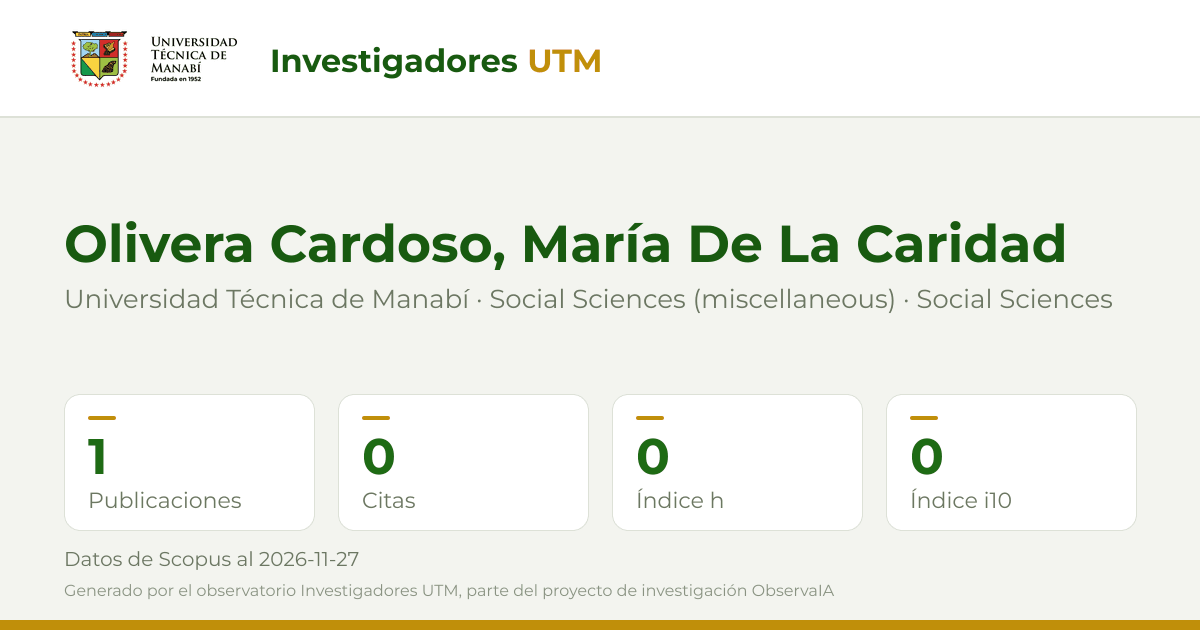 UNIVERSIDAD
TÉCNICA DE
MANABÍ
Fundada en 1952
Investigadores UTM
Olivera Cardoso, María De La Caridad
Universidad Técnica de Manabí · Social Sciences (miscellaneous) · Social Sciences
1
Publicaciones
0
Citas
0
Índice h
0
Índice i10
Datos de Scopus al 2026-11-27
Generado por el observatorio Investigadores UTM, parte del proyecto de investigación ObservaIA